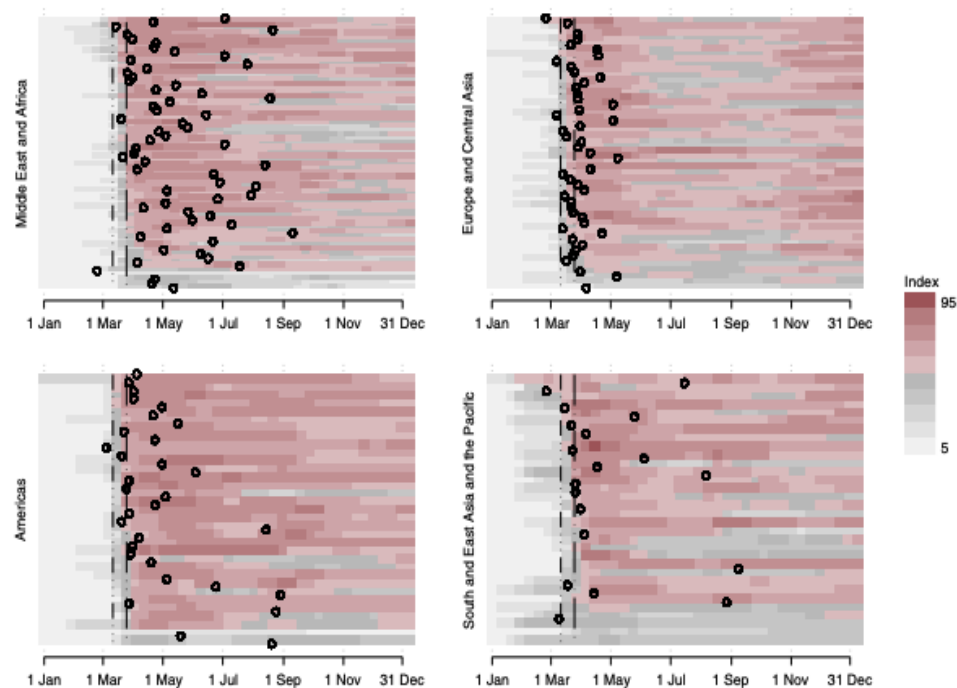 Middle East and Africa
1 Jan 1 Mar 1 May 1 Jul 1 Sep 1 Nov 31 Dec
Europe and Central Asia
1 Jan 1 Mar 1 May 1 Jul 1 Sep 1 Nov 31 Dec
Index
95
5
Americas
1 Jan 1 Mar 1 May 1 Jul 1 Sep 1 Nov 31 Dec
South and East Asia and the Pacific
1 Jan 1 Mar 1 May 1 Jul 1 Sep 1 Nov 31 Dec